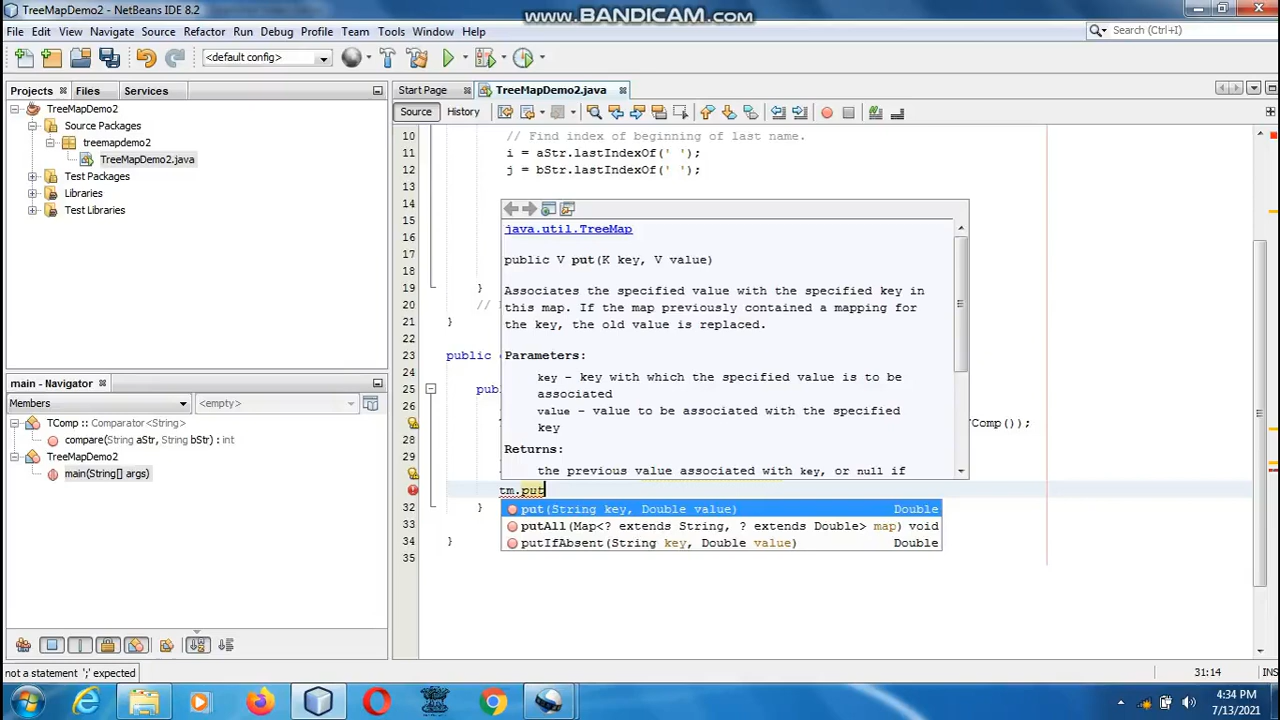 TreeMapDemo2 - NetBeans IDE 8.2
www.BANDICAM.com
File Edit View Navigate Source Refactor Run Debug Profile Team Tools Window Help
Search (Ctrl+I)
<default config>
Projects Files Services
Start Page TreeMapDemo2.java
TreeMapDemo2
Source History
Source Packages
treemapdemo2
TreeMapDemo2.java
Test Packages
Libraries
Test Libraries
10 // Find index of beginning of last name.
11 i = aStr.lastIndexOf(' ');
12 j = bStr.lastIndexOf(' ');
13
14
15
16
17
18
19 }
20 //
21 }
22
23 public
25
26
TComp());
28
32 }
33
34 }
35
java.util.TreeMap
public V put(K key, V value)
Associates the specified value with the specified key in
this map. If the map previously contained a mapping for
the key, the old value is replaced.
Parameters:
key - key with which the specified value is to be
associated
value - value to be associated with the specified
key
Returns:
the previous value associated with key, or null if
tm.put
put(String key, Double value) Double
putAll(Map<? extends String, ? extends Double> map) void
putIfAbsent(String key, Double value) Double
main - Navigator
Members <empty>
TComp :: Comparator<String>
compare(String aStr, String bStr) : int
TreeMapDemo2
main(String[] args)
not a statement ';' expected
31:14
4:34 PM
7/13/2021